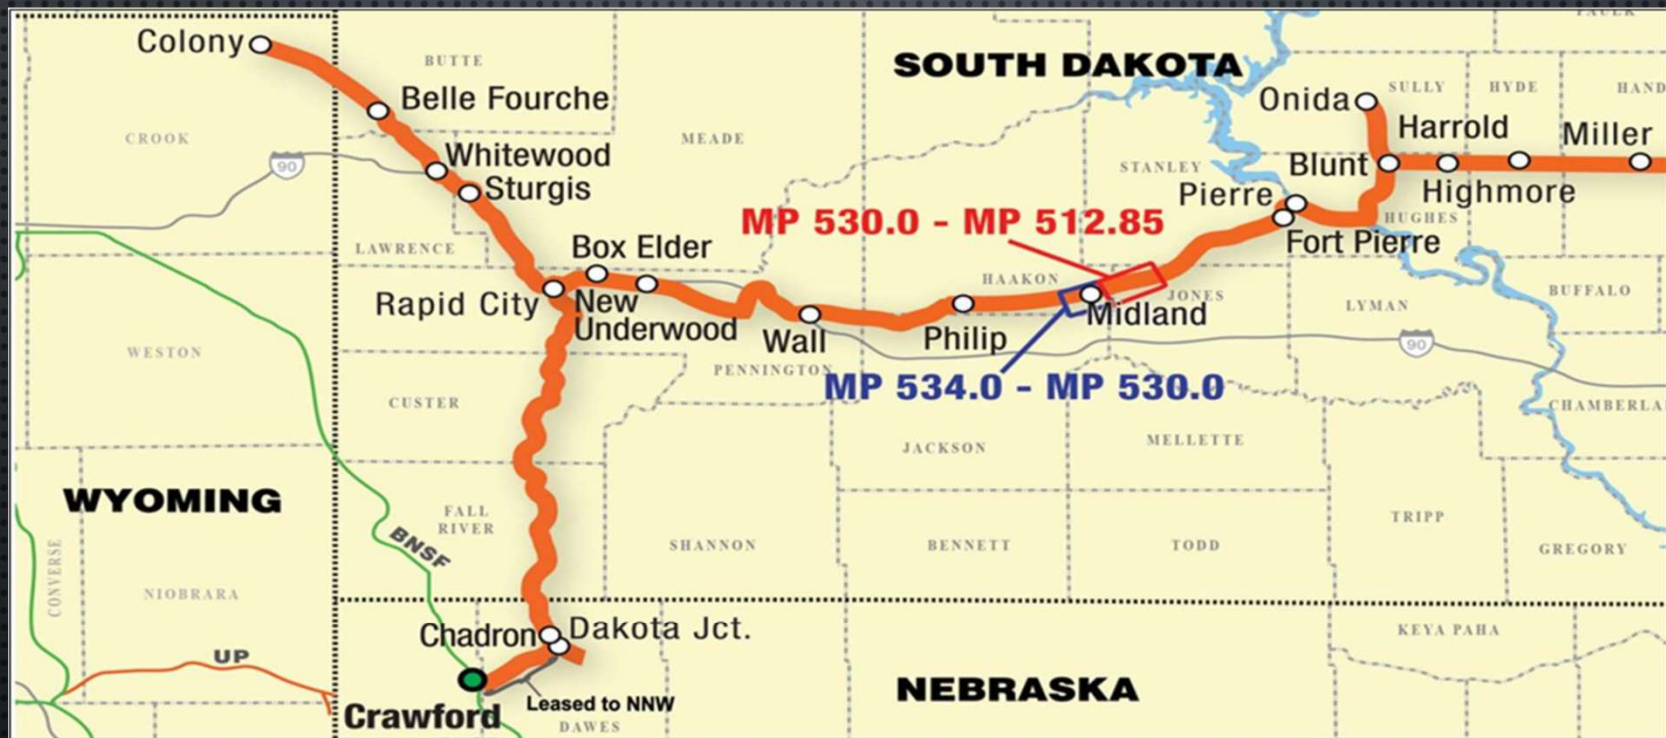 FAULK
Colony
SOUTH DAKOTA
BUTTE
Belle Fourche
Onida
SULLY
HYDE
HAND
CROOK
MEADE
Harrold
Miller
90
Whitewood
Sturgis
STANLEY
Blunt
Highmore
Pierre
MP 530.0 - MP 512.85
HUGHES
Fort Pierre
LAWRENCE
Box Elder
HAAKON
Rapid City
New
Underwood
Wall
Philip
Midland
JONES
LYMAN
BUFFALO
90
WESTON
PENNINGTON
MP 534.0 - MP 530.0
CUSTER
CHAMBERLA
JACKSON
MELLETTE
WYOMING
FALL
RIVER
BNSF
SHANNON
BENNETT
TODD
TRIPP
GREGORY
CONVERSE
NIOBRARA
Chadron
Dakota Jct.
KEYA PAHA
UP
NEBRASKA
Crawford
Leased to NNW
DAWES